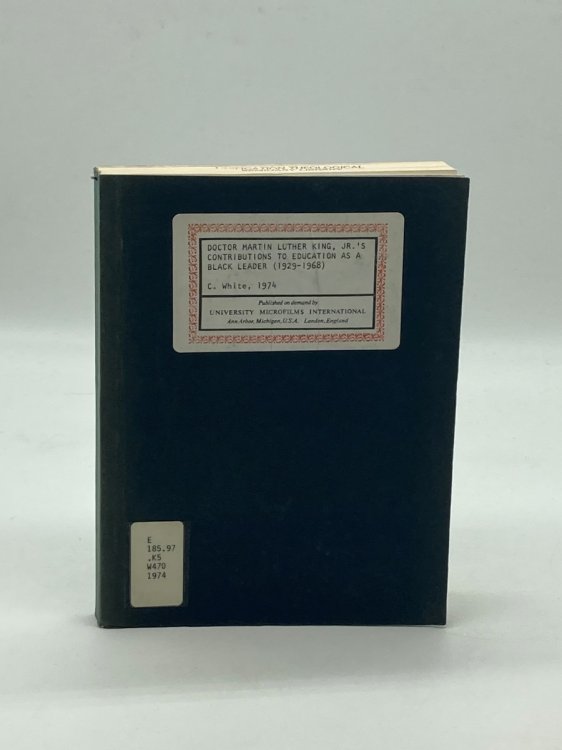 THEOLOGICAL
DOCTOR MARTIN LUTHER KING, JR.'S
CONTRIBUTIONS TO EDUCATION AS A
BLACK LEADER (1929-1968)
C. White, 1974
Published on demand by
UNIVERSITY MICROFILMS INTERNATIONAL
Ann Arbor, Michigan, U.S.A. London, England
E
185.97
.K5
W470
1974